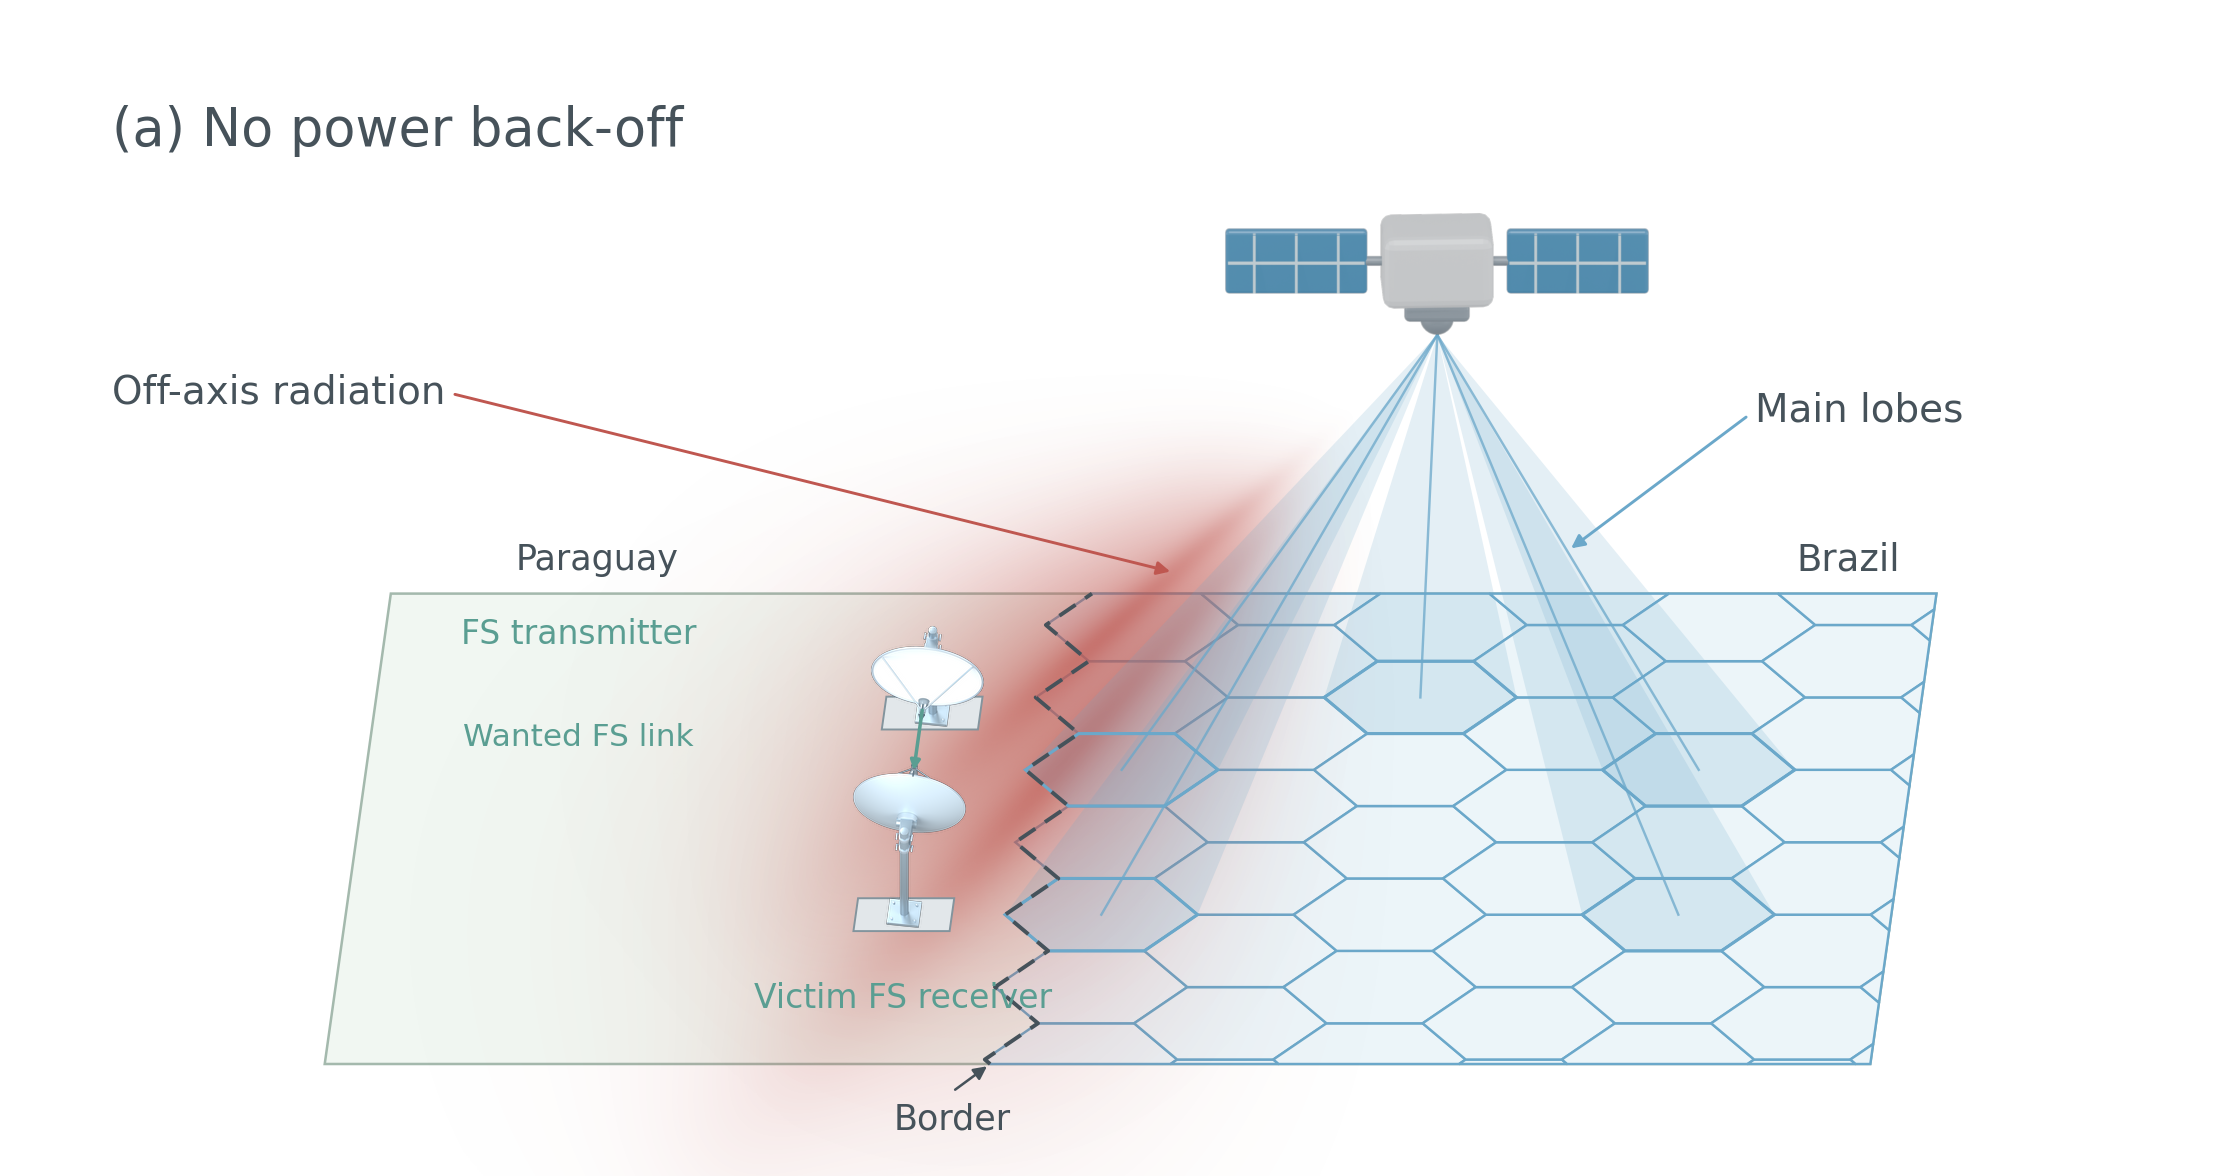 (a) No power back-off
Off-axis radiation
Main lobes
Paraguay
Brazil
FS transmitter
Wanted FS link
Victim FS receiver
Border